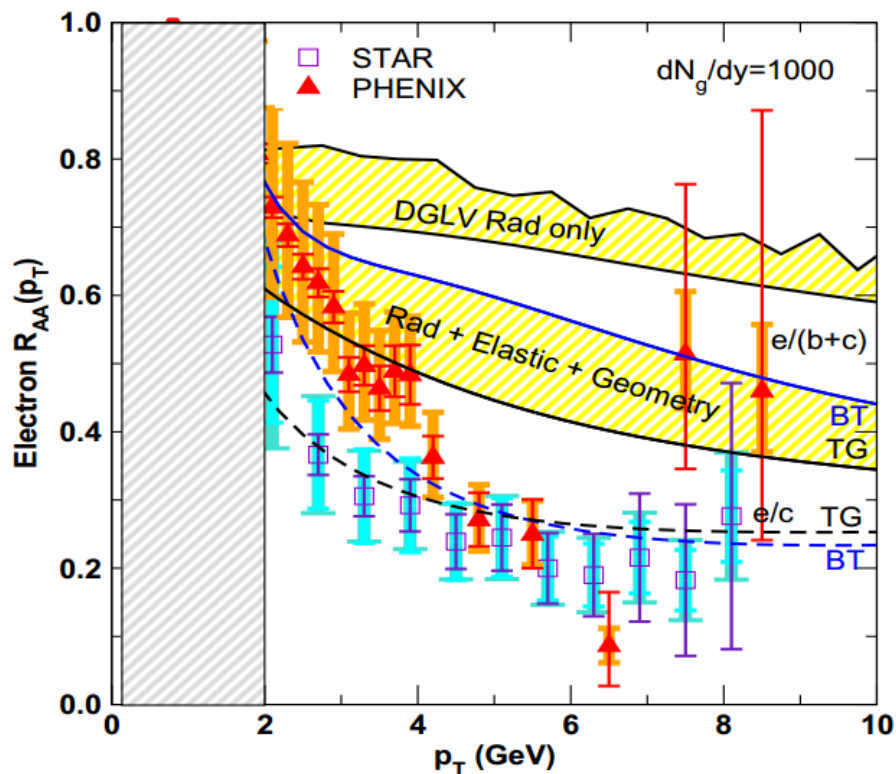 1.0
0.8
0.6
0.4
0.2
0.0
Electron R_AA(p_T)
STAR
PHENIX
dN_g/dy=1000
DGLV Rad only
Rad + Elastic + Geometry
e/(b+c)
BT
TG
e/c
TG
BT
0 2 4 6 8 10
p_T (GeV)